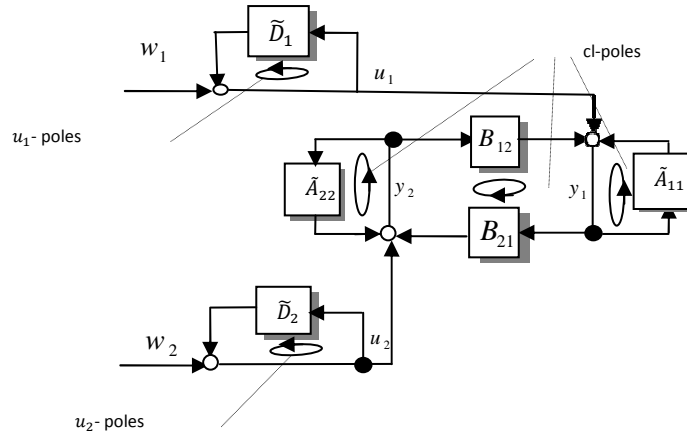 D̃₁
w₁
cl-poles
u₁
u₁- poles
B₁₂
Ã₂₂
y₂
y₁
Ã₁₁
B₂₁
D̃₂
w₂
u₂
u₂- poles